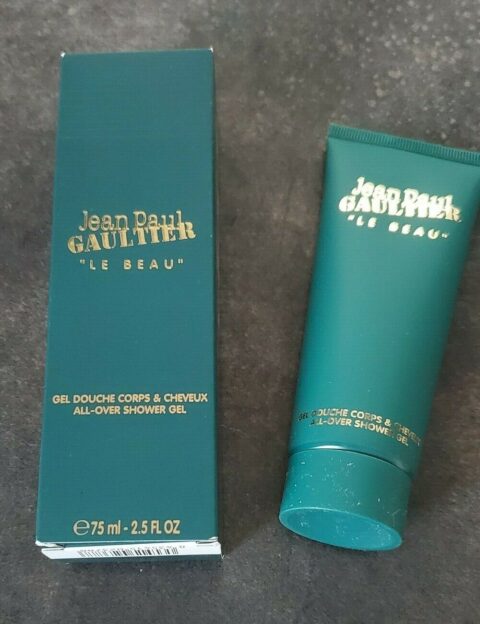 Jean Paul
GAULTIER
"LE BEAU"
GEL DOUCHE CORPS & CHEVEUX
ALL-OVER SHOWER GEL
℮75 ml - 2.5 FL OZ
Jean Paul
GAULTIER
"LE BEAU"
GEL DOUCHE CORPS & CHEVEUX
ALL-OVER SHOWER GEL